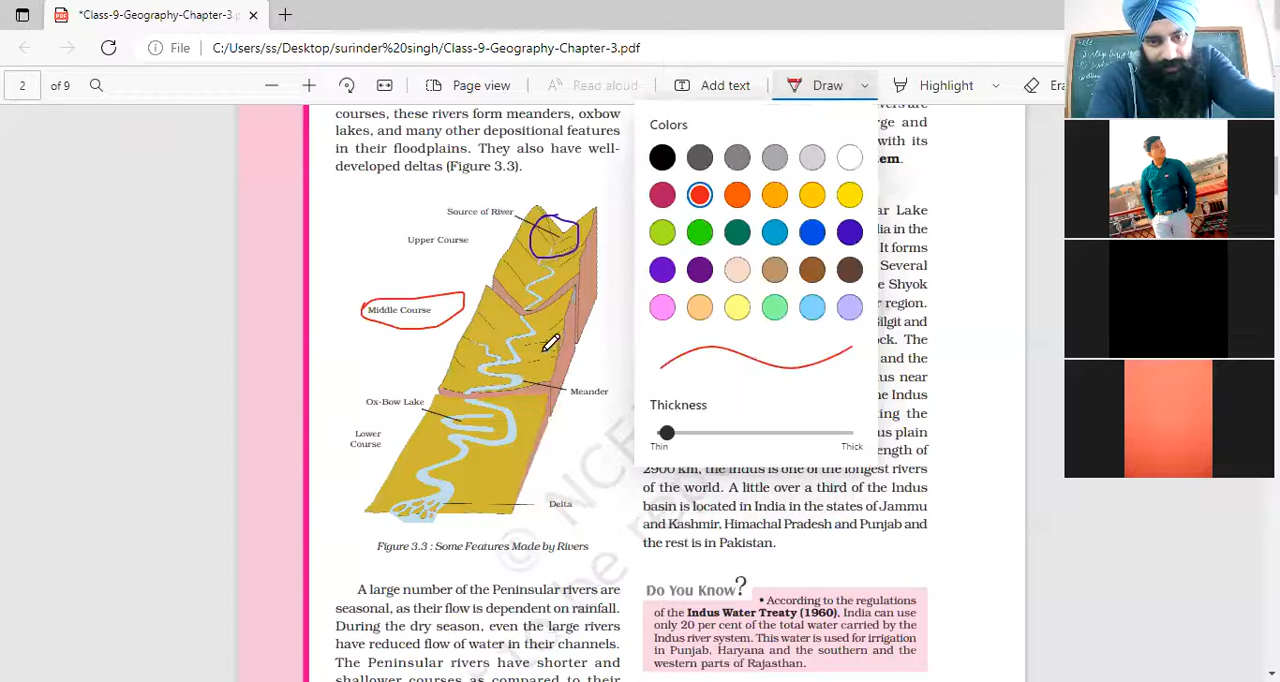 *Class-9-Geography-Chapter-3.p
File
C:/Users/ss/Desktop/surinder%20singh/Class-9-Geography-Chapter-3.pdf
2 of 9
Page view
Read aloud
Add text
Draw
Highlight
courses, these rivers form meanders, oxbow
lakes, and many other depositional features
in their floodplains. They also have well-
developed deltas (Figure 3.3).
Source of River
Upper Course
Middle Course
Meander
Ox-Bow Lake
Lower
Course
Delta
Figure 3.3 : Some Features Made by Rivers
A large number of the Peninsular rivers are
seasonal, as their flow is dependent on rainfall.
During the dry season, even the large rivers
have reduced flow of water in their channels.
The Peninsular rivers have shorter and
shallower courses as compared to their
Colors
Thickness
Thin
Thick
rge and
with its
Lake
dia in the
It forms
Several
Shyok
region.
ilgit and
and the
us near
Indus
ing the
us plain
ength of
2900 km, the Indus is one of the longest rivers
of the world. A little over a third of the Indus
basin is located in India in the states of Jammu
and Kashmir, Himachal Pradesh and Punjab and
the rest is in Pakistan.
Do You Know?
• According to the regulations
of the Indus Water Treaty (1960), India can use
only 20 per cent of the total water carried by the
Indus river system. This water is used for irrigation
in Punjab, Haryana and the southern and the
western parts of Rajasthan.